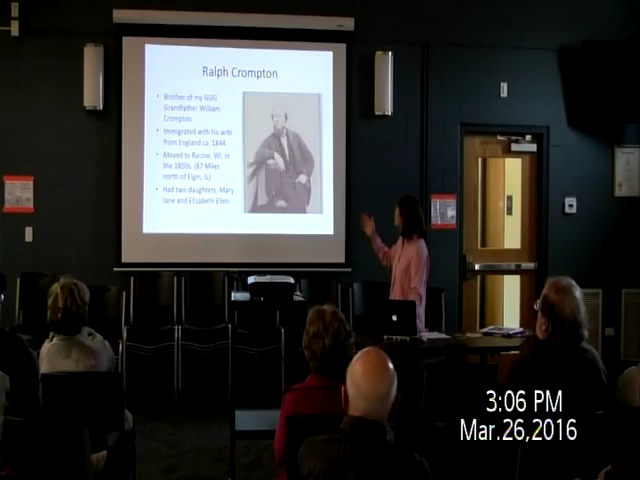 Ralph Crompton
• Brother of my GGG
Grandfather William
Crompton
• Immigrated with his wife
from England ca. 1844.
• Moved to Racine, WI, in
the 1850s. (87 Miles
north of Elgin, IL)
• Had two daughters, Mary
Jane and Elizabeth Ellen.
3:06 PM
Mar.26,2016